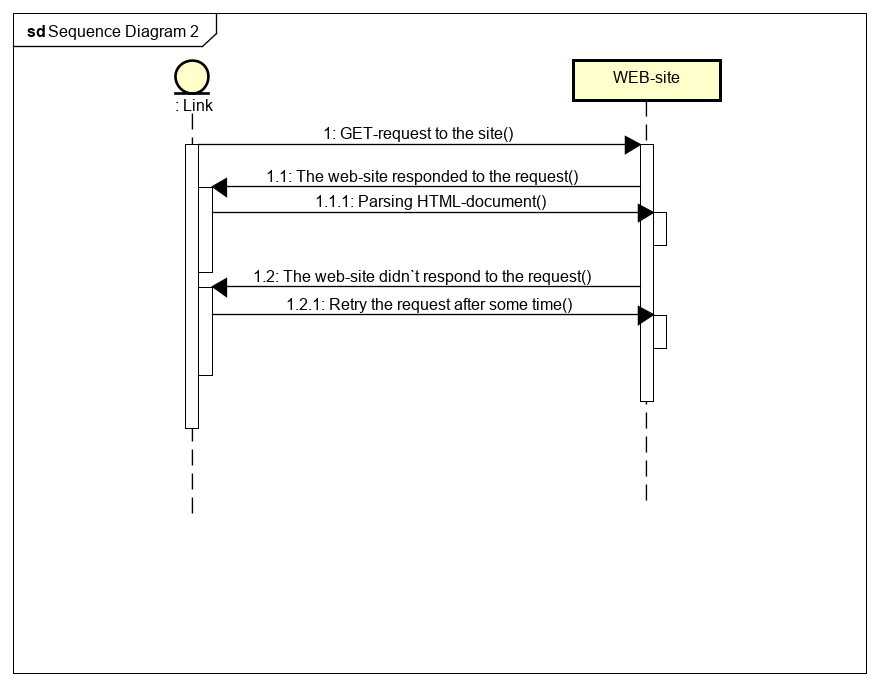 sd Sequence Diagram 2
: Link
WEB-site
1: GET-request to the site()
1.1: The web-site responded to the request()
1.1.1: Parsing HTML-document()
1.2: The web-site didn`t respond to the request()
1.2.1: Retry the request after some time()